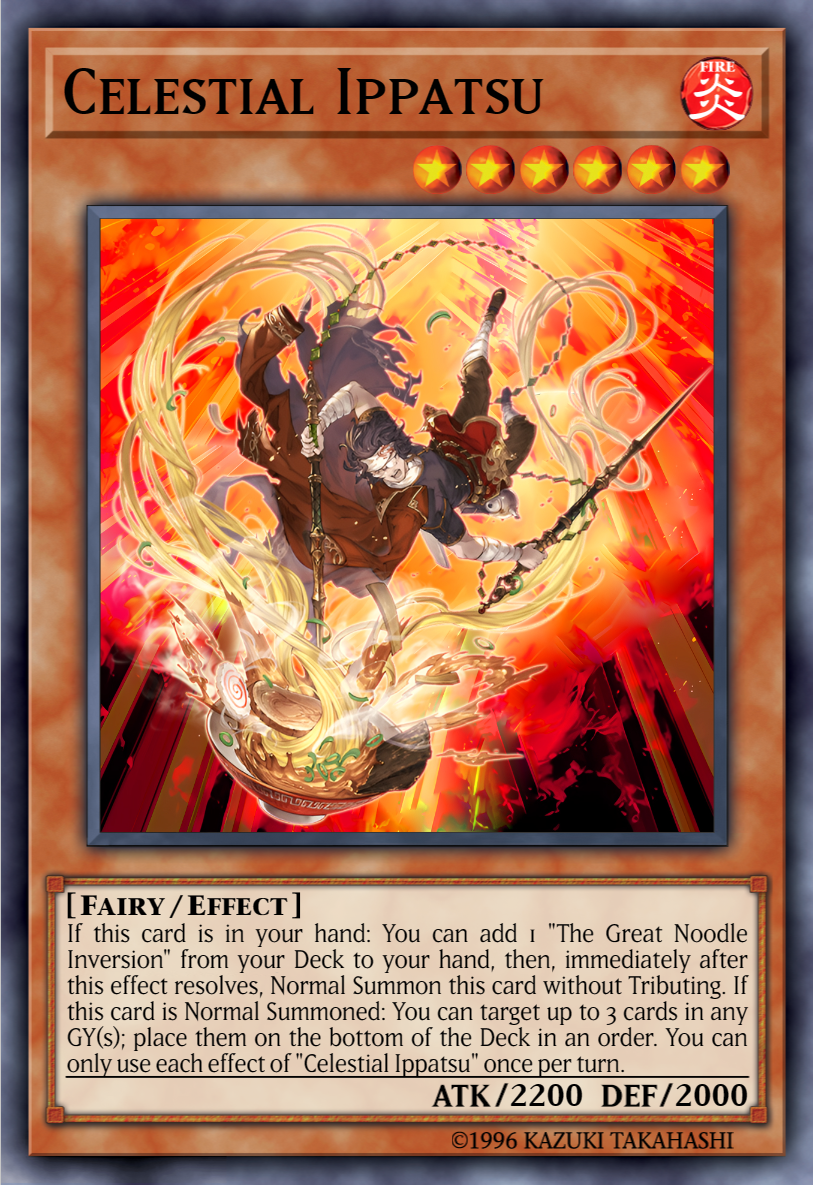 Celestial Ippatsu
FIRE
炎
[ Fairy / Effect ]
If this card is in your hand: You can add 1 "The Great Noodle
Inversion" from your Deck to your hand, then, immediately after
this effect resolves, Normal Summon this card without Tributing. If
this card is Normal Summoned: You can target up to 3 cards in any
GY(s); place them on the bottom of the Deck in an order. You can
only use each effect of "Celestial Ippatsu" once per turn.
ATK/2200 DEF/2000
©1996 KAZUKI TAKAHASHI